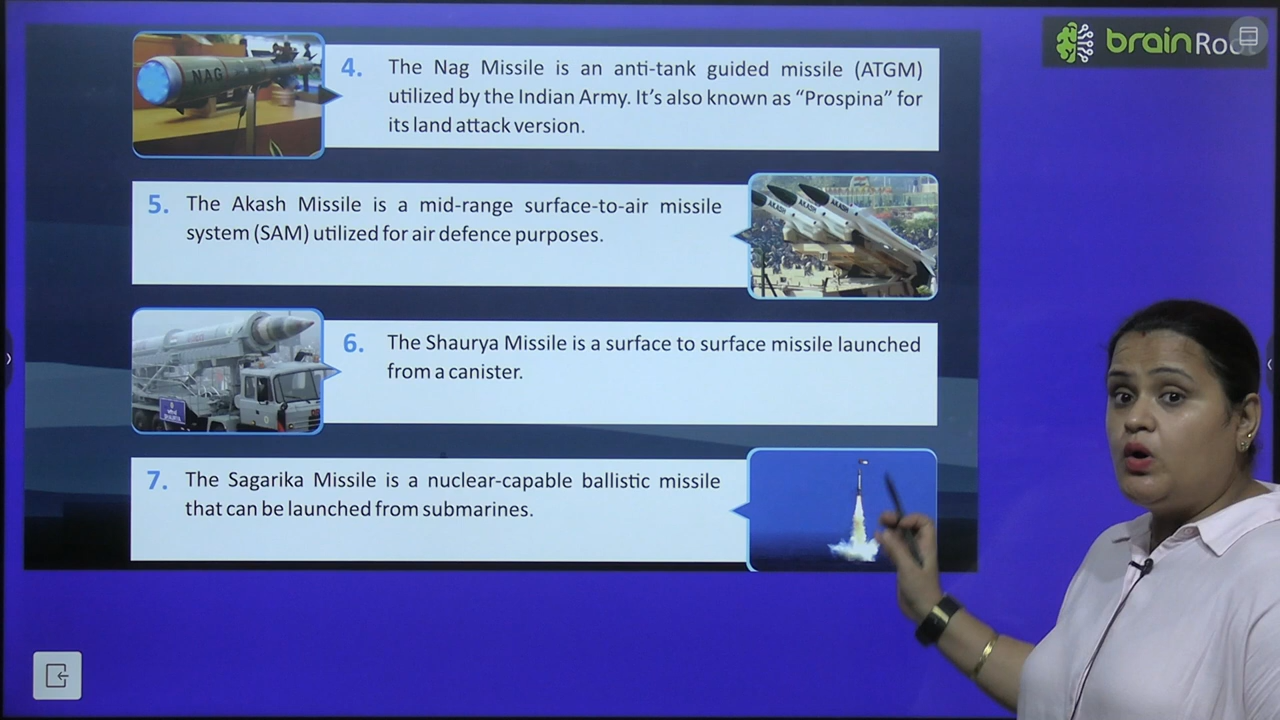 brainRoo
NAG
4. The Nag Missile is an anti-tank guided missile (ATGM)
utilized by the Indian Army. It's also known as “Prospina” for
its land attack version.
5. The Akash Missile is a mid-range surface-to-air missile
system (SAM) utilized for air defence purposes.
AKASH
AKASH
AKASH
6. The Shaurya Missile is a surface to surface missile launched
from a canister.
7. The Sagarika Missile is a nuclear-capable ballistic missile
that can be launched from submarines.